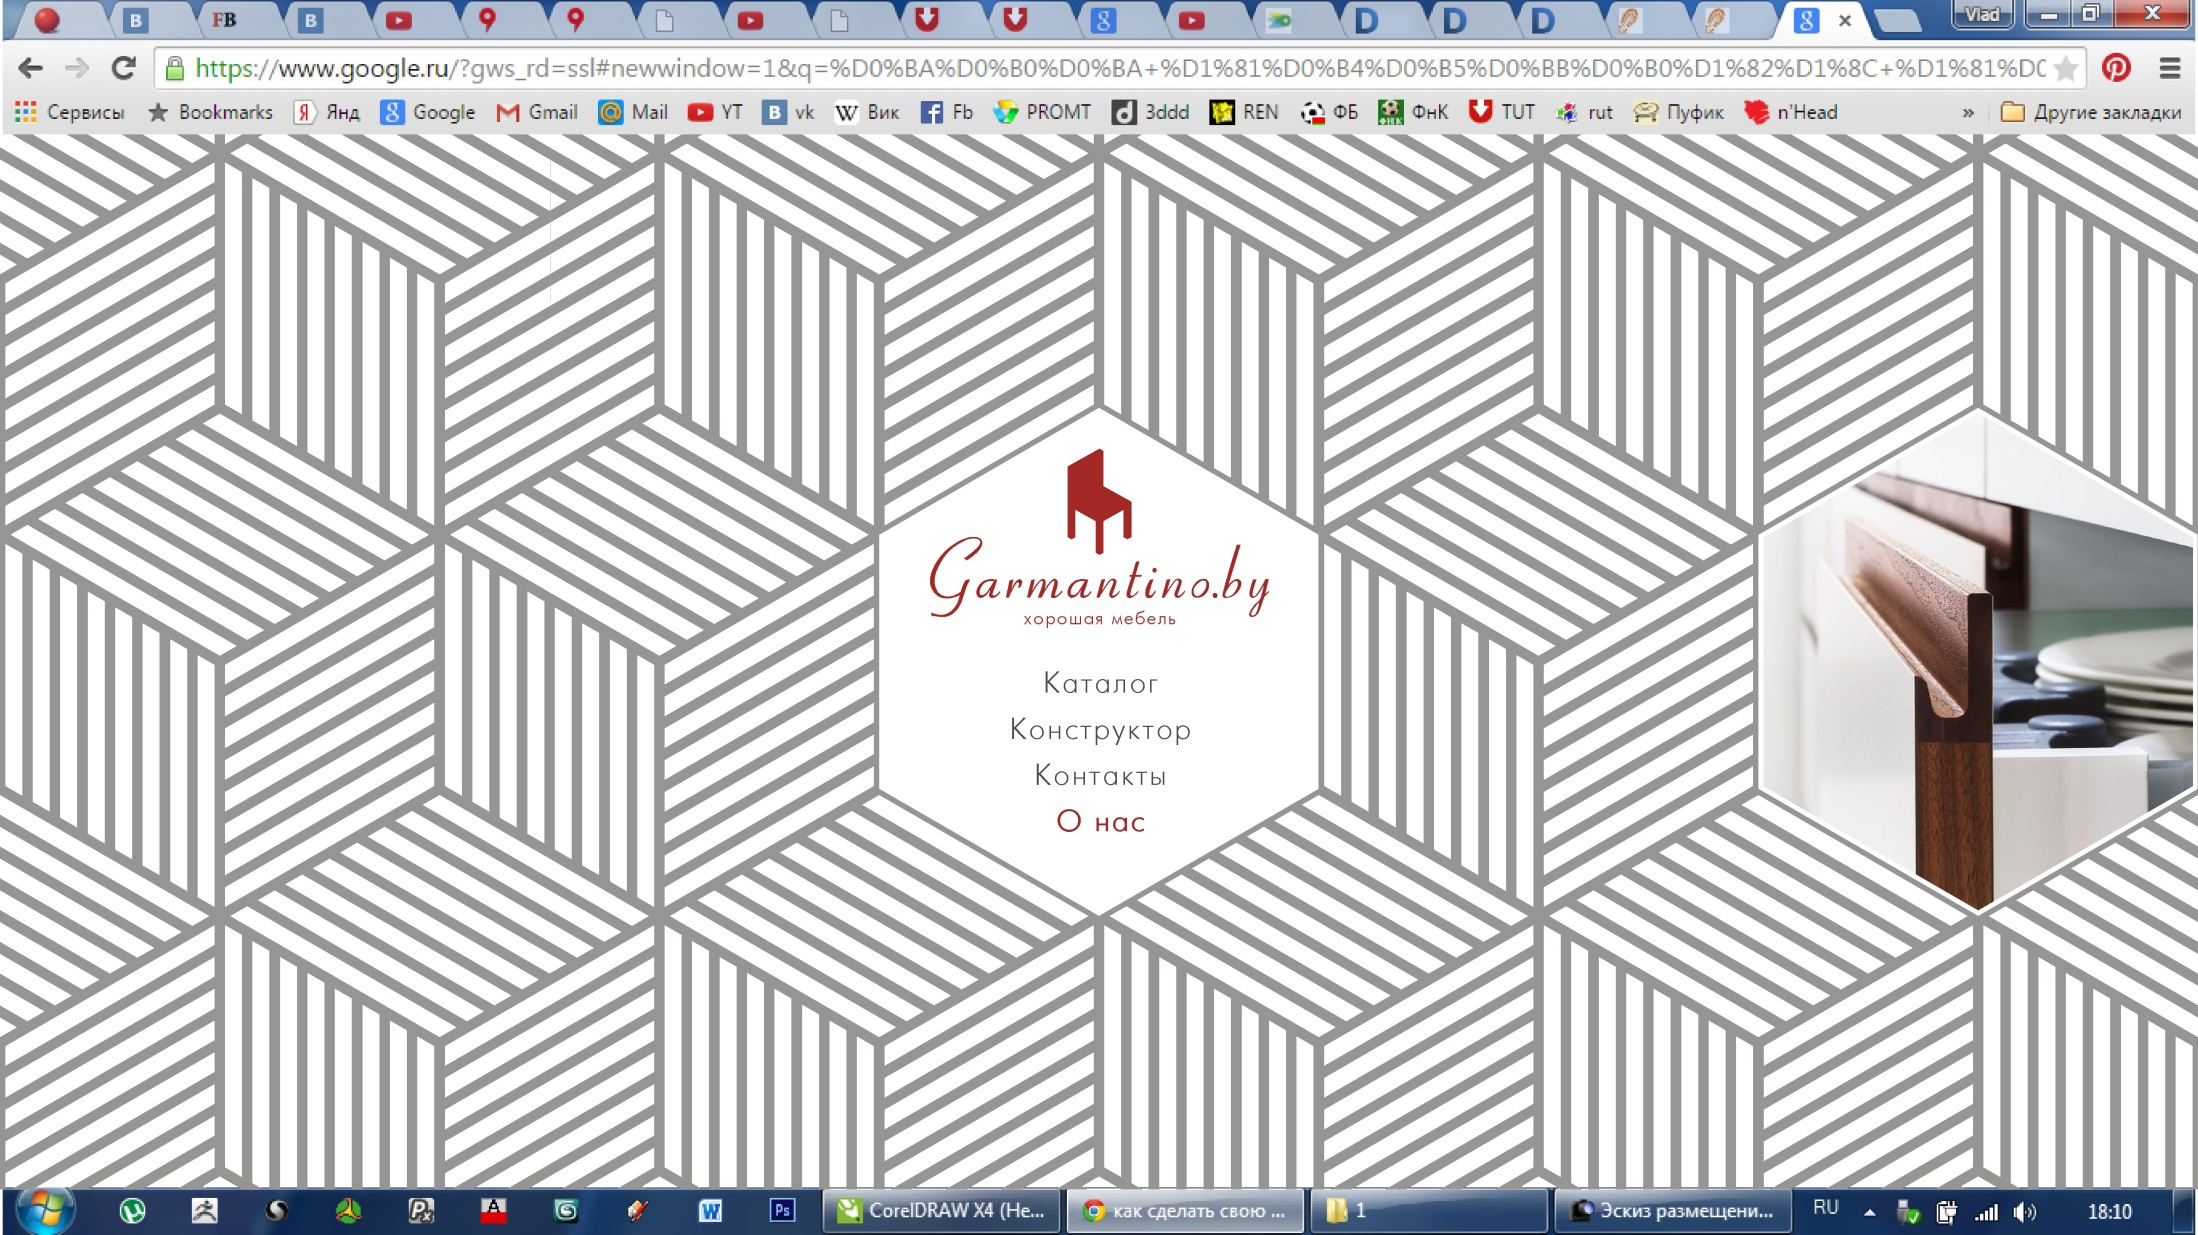 FB
Vlad
https://www.google.ru/?gws_rd=ssl#newwindow=1&q=%D0%BA%D0%B0%D0%BA+%D1%81%D0%B4%D0%B5%D0%BB%D0%B0%D1%82%D1%8C+%D1%81%D0
Сервисы Bookmarks Янд Google Gmail Mail YT vk Вик Fb PROMT 3ddd REN ФБ ФнК TUT rut Пуфик n'Head » Другие закладки
Garmantino.by
хорошая мебель
Каталог
Конструктор
Контакты
О нас
CorelDRAW X4 (Не... как сделать свою ... 1 Эскиз размещени... RU 18:10